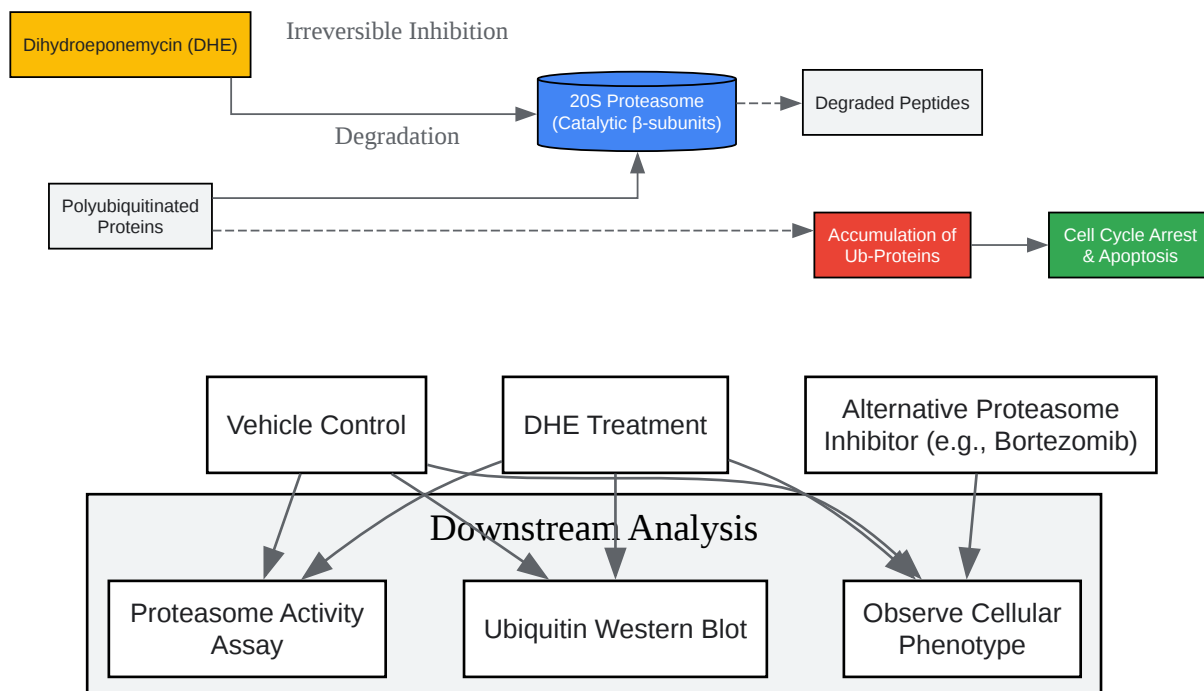 Irreversible Inhibition
Dihydroeponemycin (DHE)
20S Proteasome
(Catalytic β-subunits)
Degraded Peptides
Degradation
Polyubiquitinated
Proteins
Accumulation of
Ub-Proteins
Cell Cycle Arrest
& Apoptosis
Vehicle Control
DHE Treatment
Alternative Proteasome
Inhibitor (e.g., Bortezomib)
Downstream Analysis
Proteasome Activity
Assay
Ubiquitin Western Blot
Observe Cellular
Phenotype